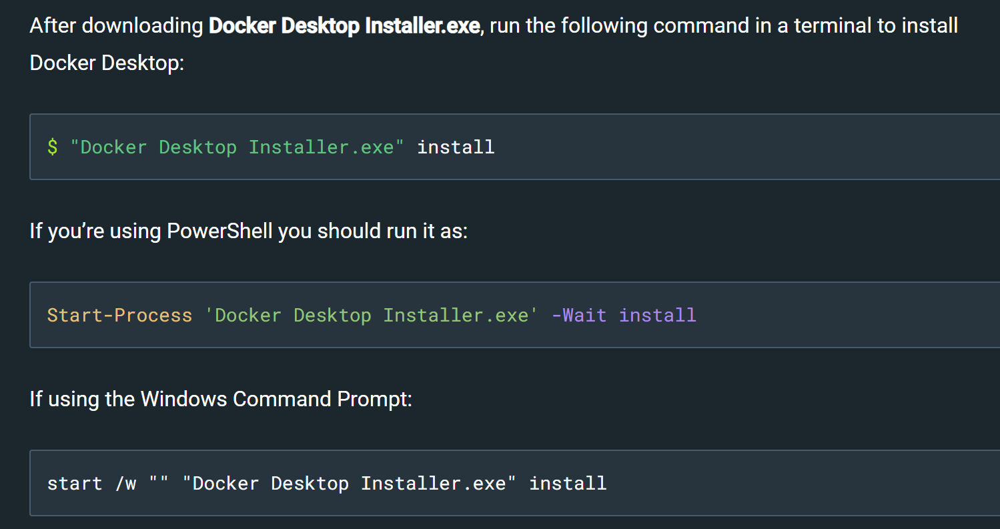 After downloading Docker Desktop Installer.exe, run the following command in a terminal to install
Docker Desktop:
$ "Docker Desktop Installer.exe" install
If you’re using PowerShell you should run it as:
Start-Process 'Docker Desktop Installer.exe' -Wait install
If using the Windows Command Prompt:
start /w "" "Docker Desktop Installer.exe" install